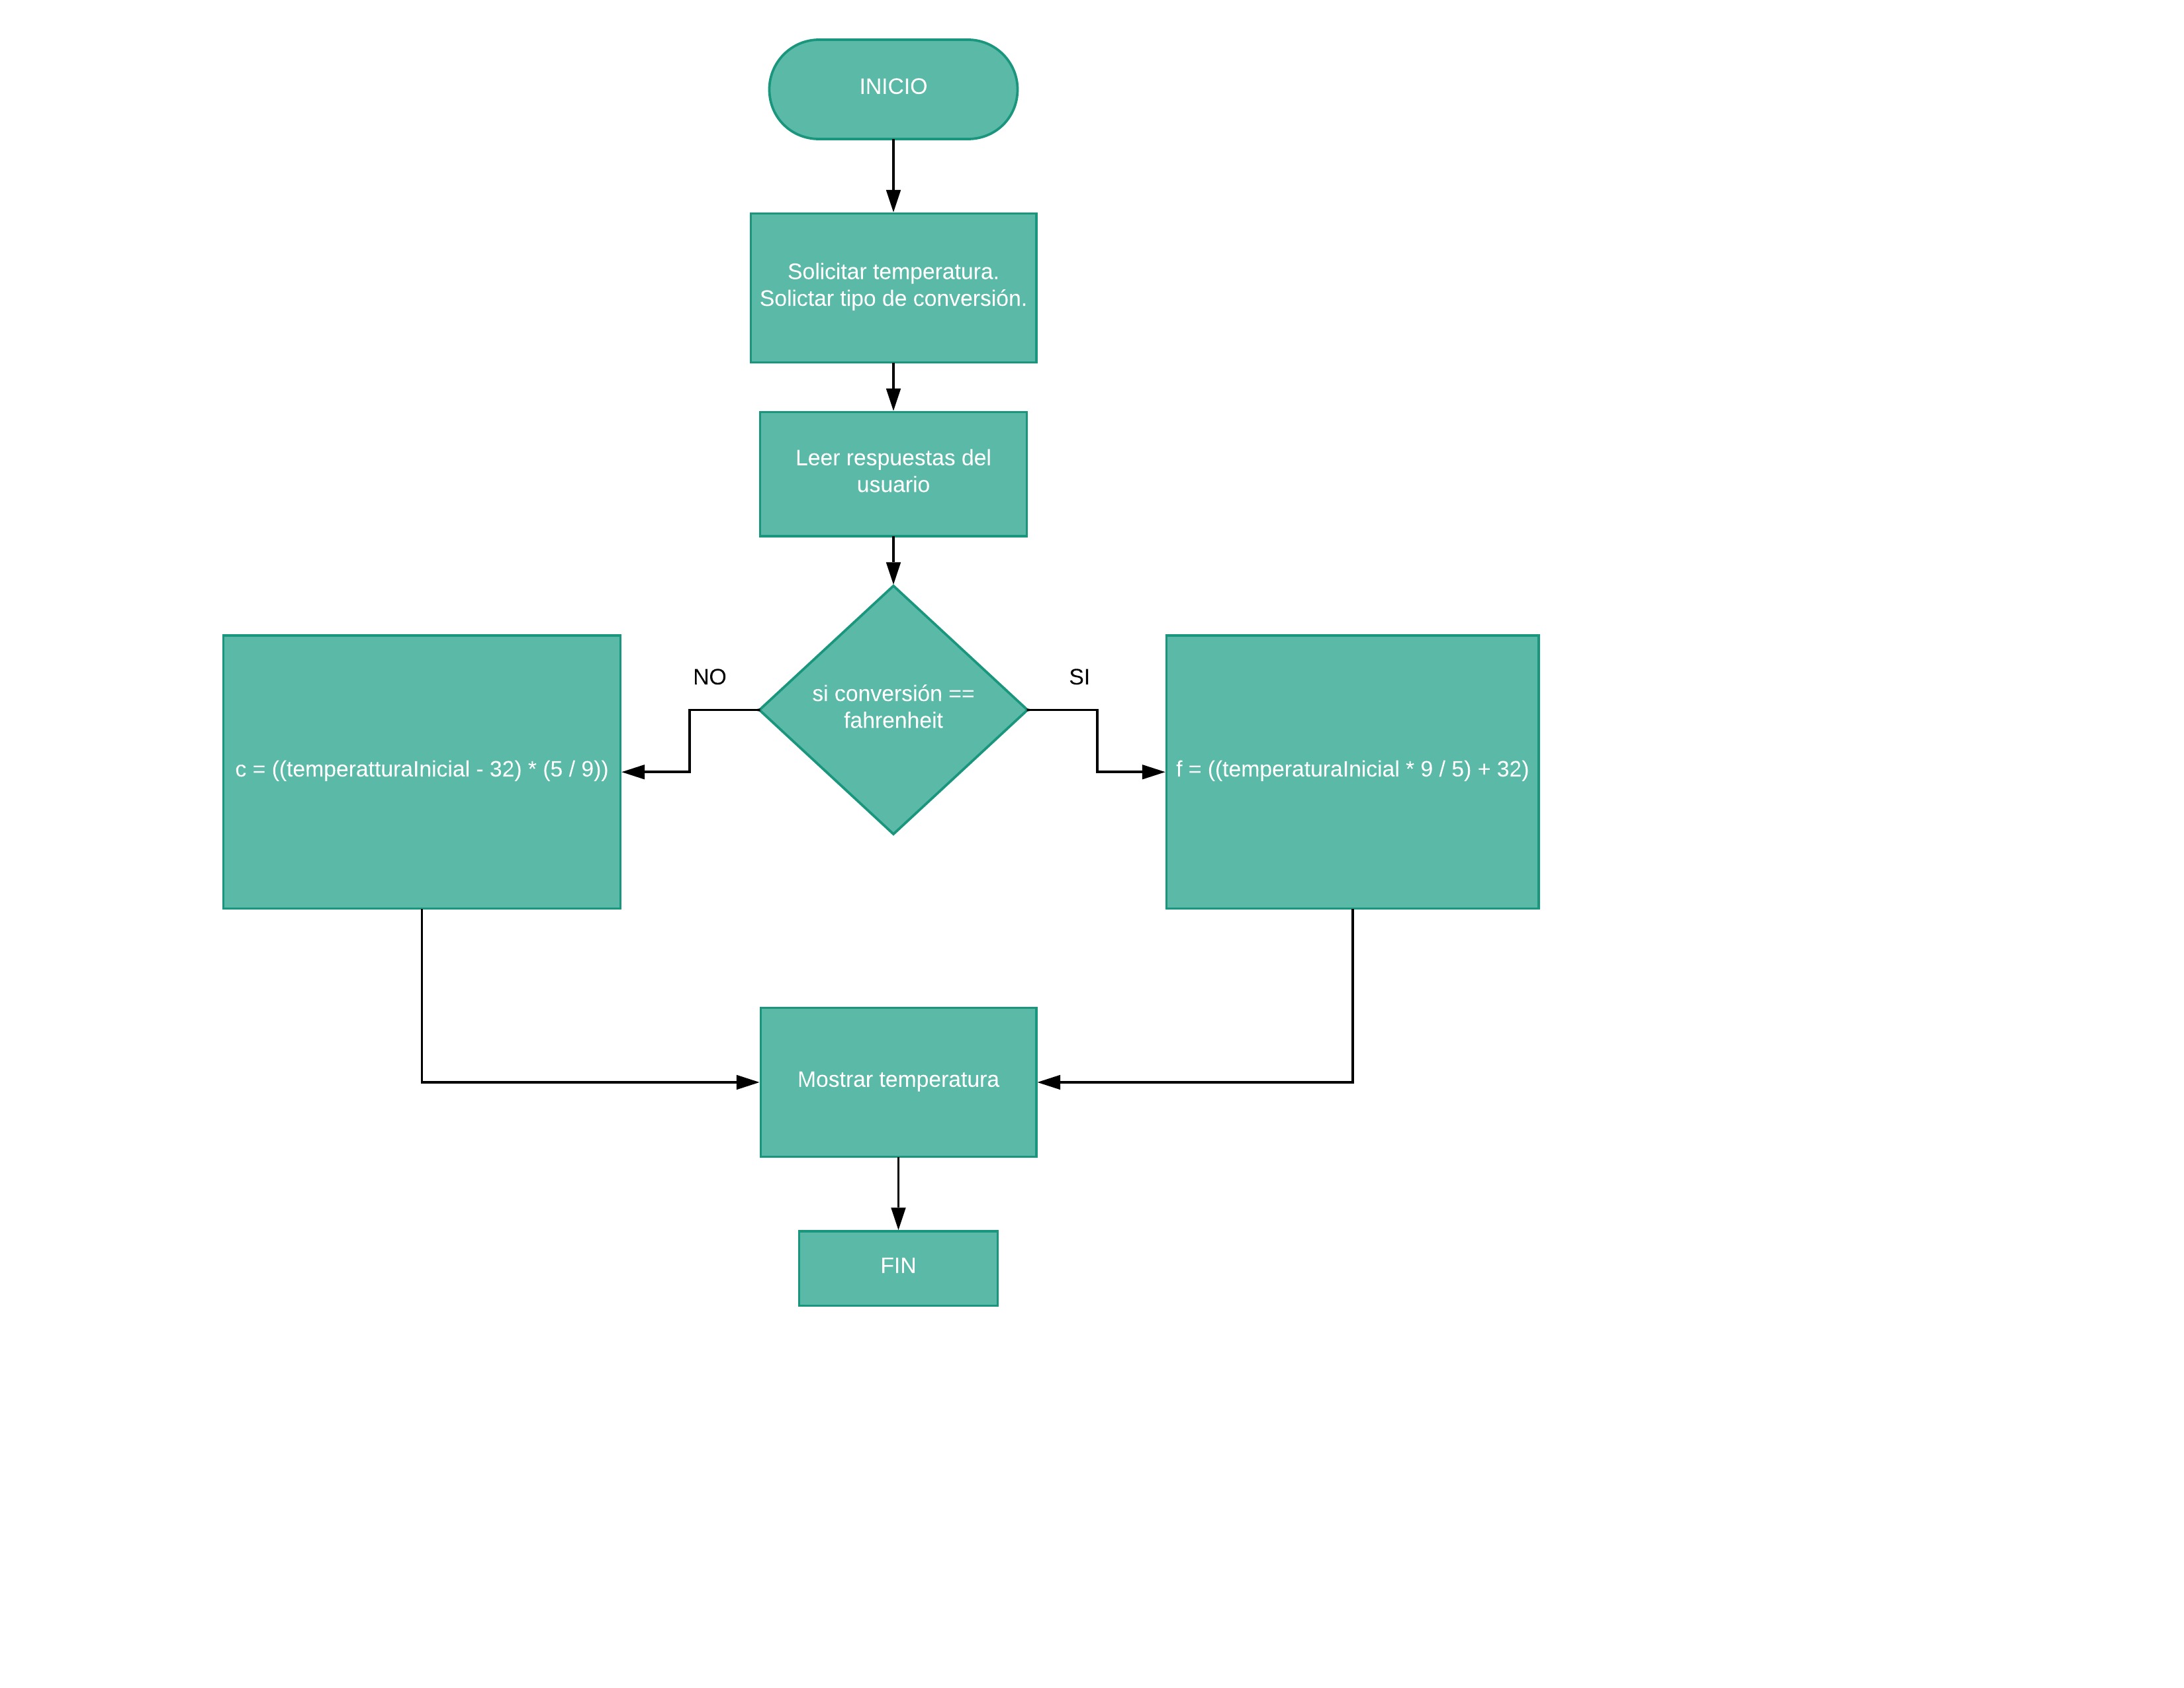 INICIO
Solicitar temperatura.
Solictar tipo de conversión.
Leer respuestas del
usuario
NO
SI
si conversión ==
fahrenheit
c = ((temperatturaInicial - 32) * (5 / 9))
f = ((temperaturaInicial * 9 / 5) + 32)
Mostrar temperatura
FIN